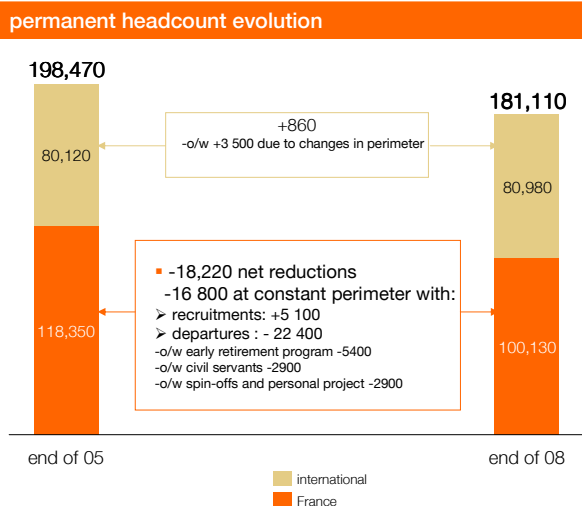 permanent headcount evolution
198,470
181,110
+860
-o/w +3 500 due to changes in perimeter
80,120
80,980
▪ -18,220 net reductions
-16 800 at constant perimeter with:
➢ recruitments: +5 100
➢ departures : - 22 400
-o/w early retirement program -5400
-o/w civil servants -2900
-o/w spin-offs and personal project -2900
118,350
100,130
end of 05
end of 08
international
France